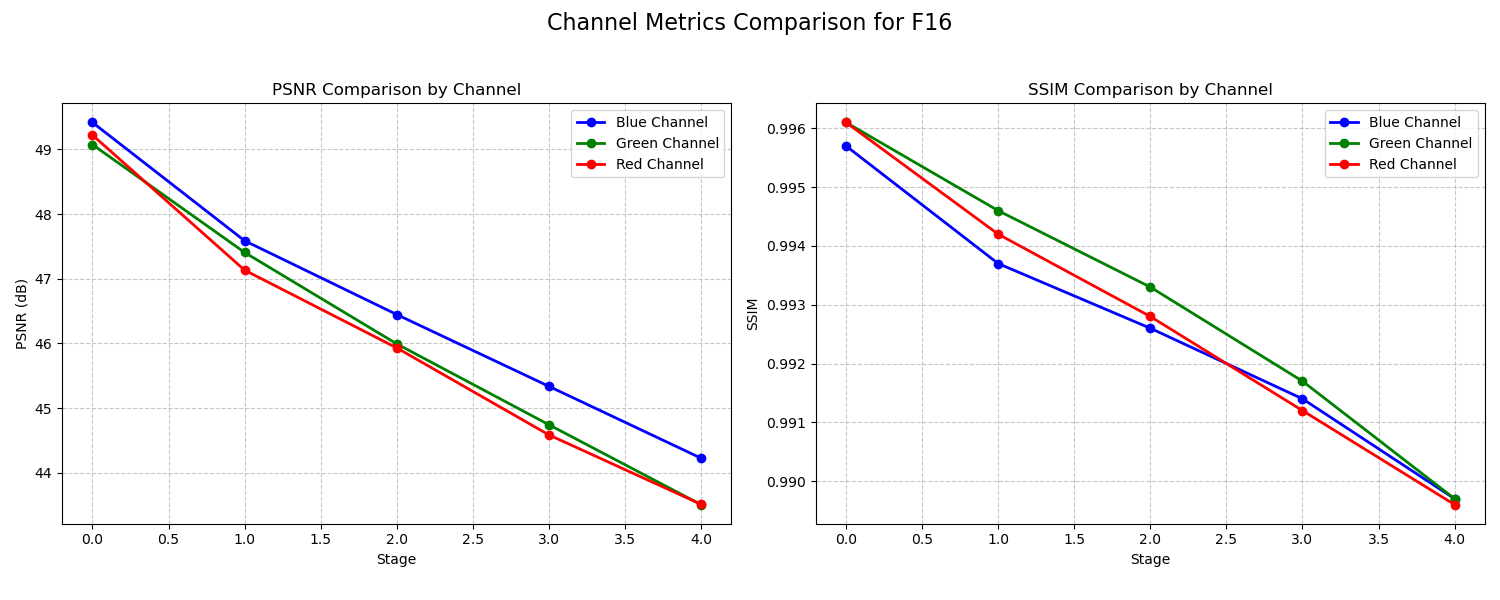 Channel Metrics Comparison for F16
PSNR Comparison by Channel
Blue Channel
Green Channel
Red Channel
49
48
47
46
45
44
PSNR (dB)
0.0 0.5 1.0 1.5 2.0 2.5 3.0 3.5 4.0
Stage
SSIM Comparison by Channel
Blue Channel
Green Channel
Red Channel
0.996
0.995
0.994
0.993
0.992
0.991
0.990
SSIM
0.0 0.5 1.0 1.5 2.0 2.5 3.0 3.5 4.0
Stage